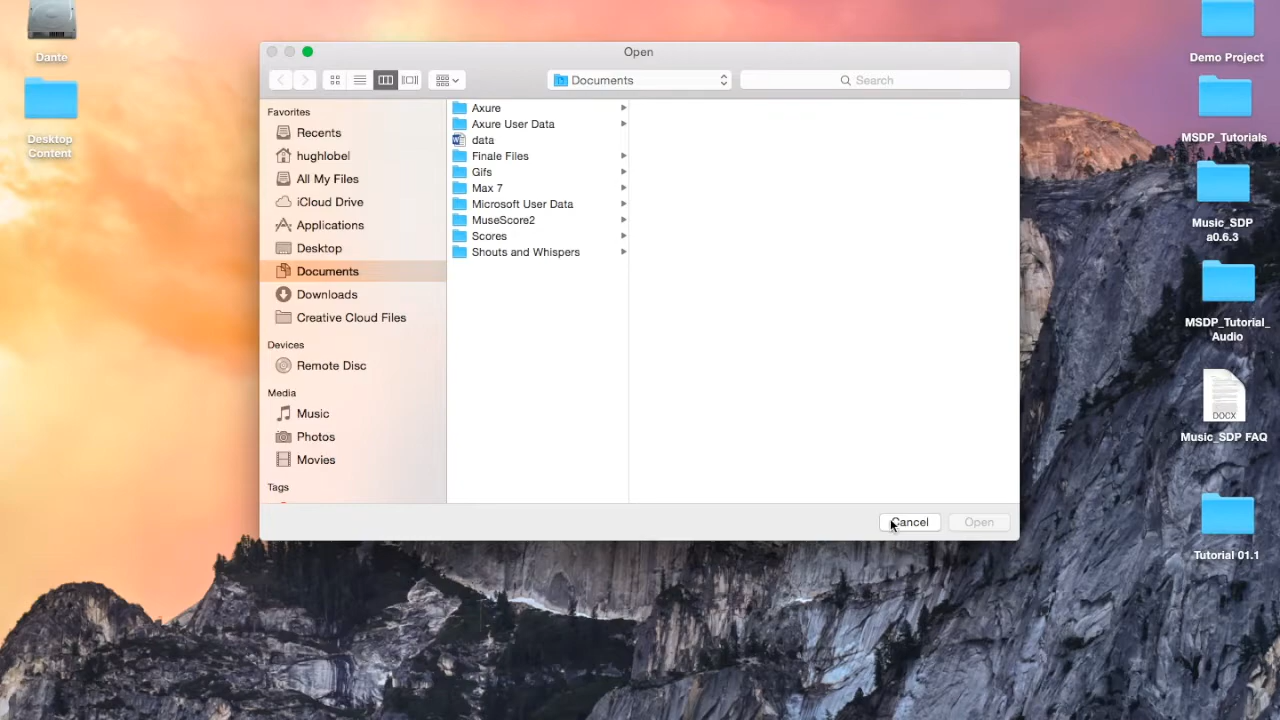 Dante
Desktop
Content
Open
Documents
Search
Favorites
Recents
hughlobel
All My Files
iCloud Drive
Applications
Desktop
Documents
Downloads
Creative Cloud Files
Devices
Remote Disc
Media
Music
Photos
Movies
Tags
Axure
Axure User Data
data
Finale Files
Gifs
Max 7
Microsoft User Data
MuseScore2
Scores
Shouts and Whispers
Cancel
Open
Demo Project
MSDP_Tutorials
Music_SDP
a0.6.3
MSDP_Tutorial_
Audio
DOCX
Music_SDP FAQ
Tutorial 01.1